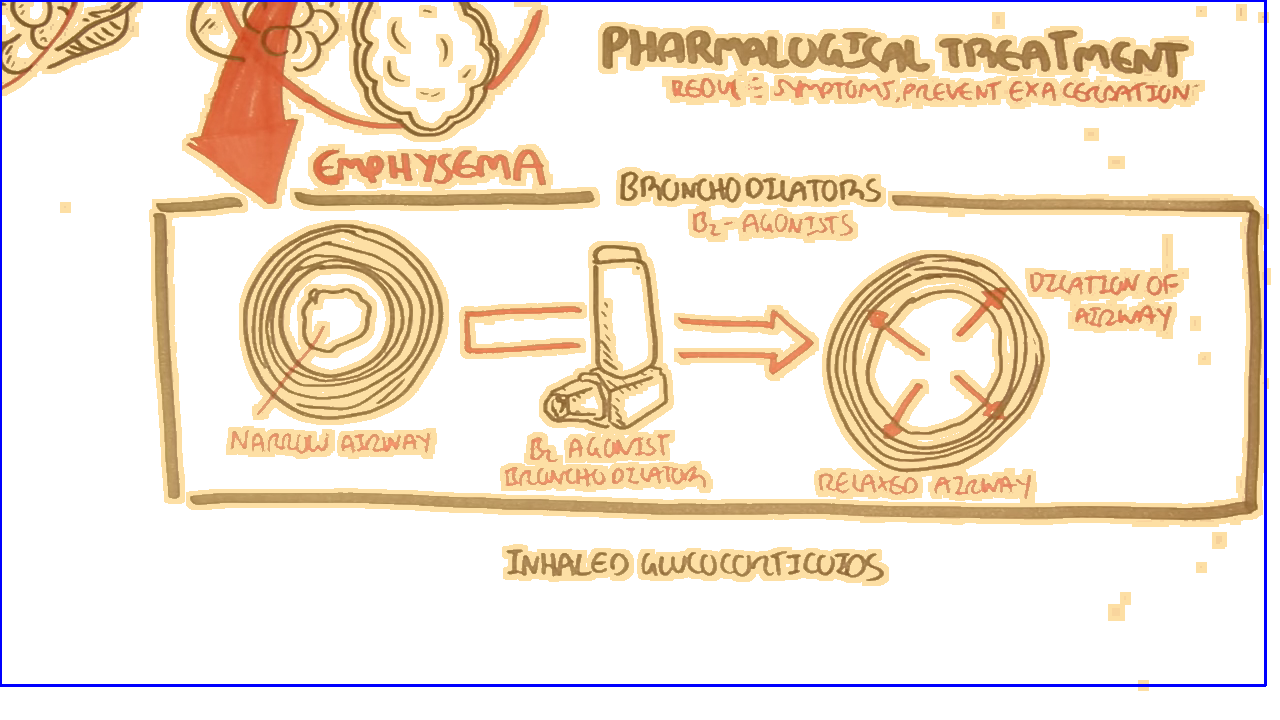 PHARMALOGICAL TREATMENT
REDUCE SYMPTOMS, PREVENT EXACERBATION
EMPHYSEMA
BRONCHODILATORS
B2-AGONISTS
DILATION OF
AIRWAY
NARROW AIRWAY
B2 AGONIST
BRONCHODILATOR
RELAXED AIRWAY
INHALED GLUCOCORTICOIDS